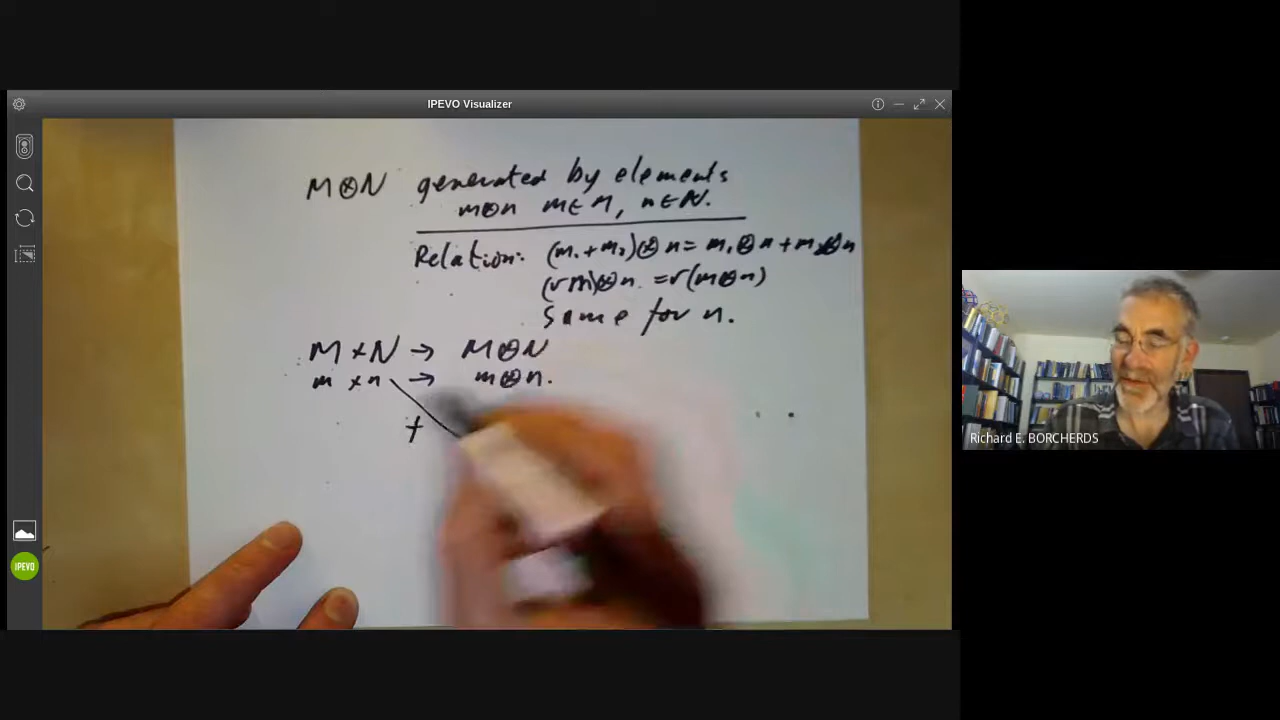 IPEVO Visualizer
M⊗N generated by elements
m⊗n m∈M, n∈N.
Relation: (m₁+m₂)⊗n = m₁⊗n + m₂⊗n
(rm)⊗n = r(m⊗n)
Same for n.
M×N → M⊗N
m×n → m⊗n.
f
Richard E. BORCHERDS
IPEVO